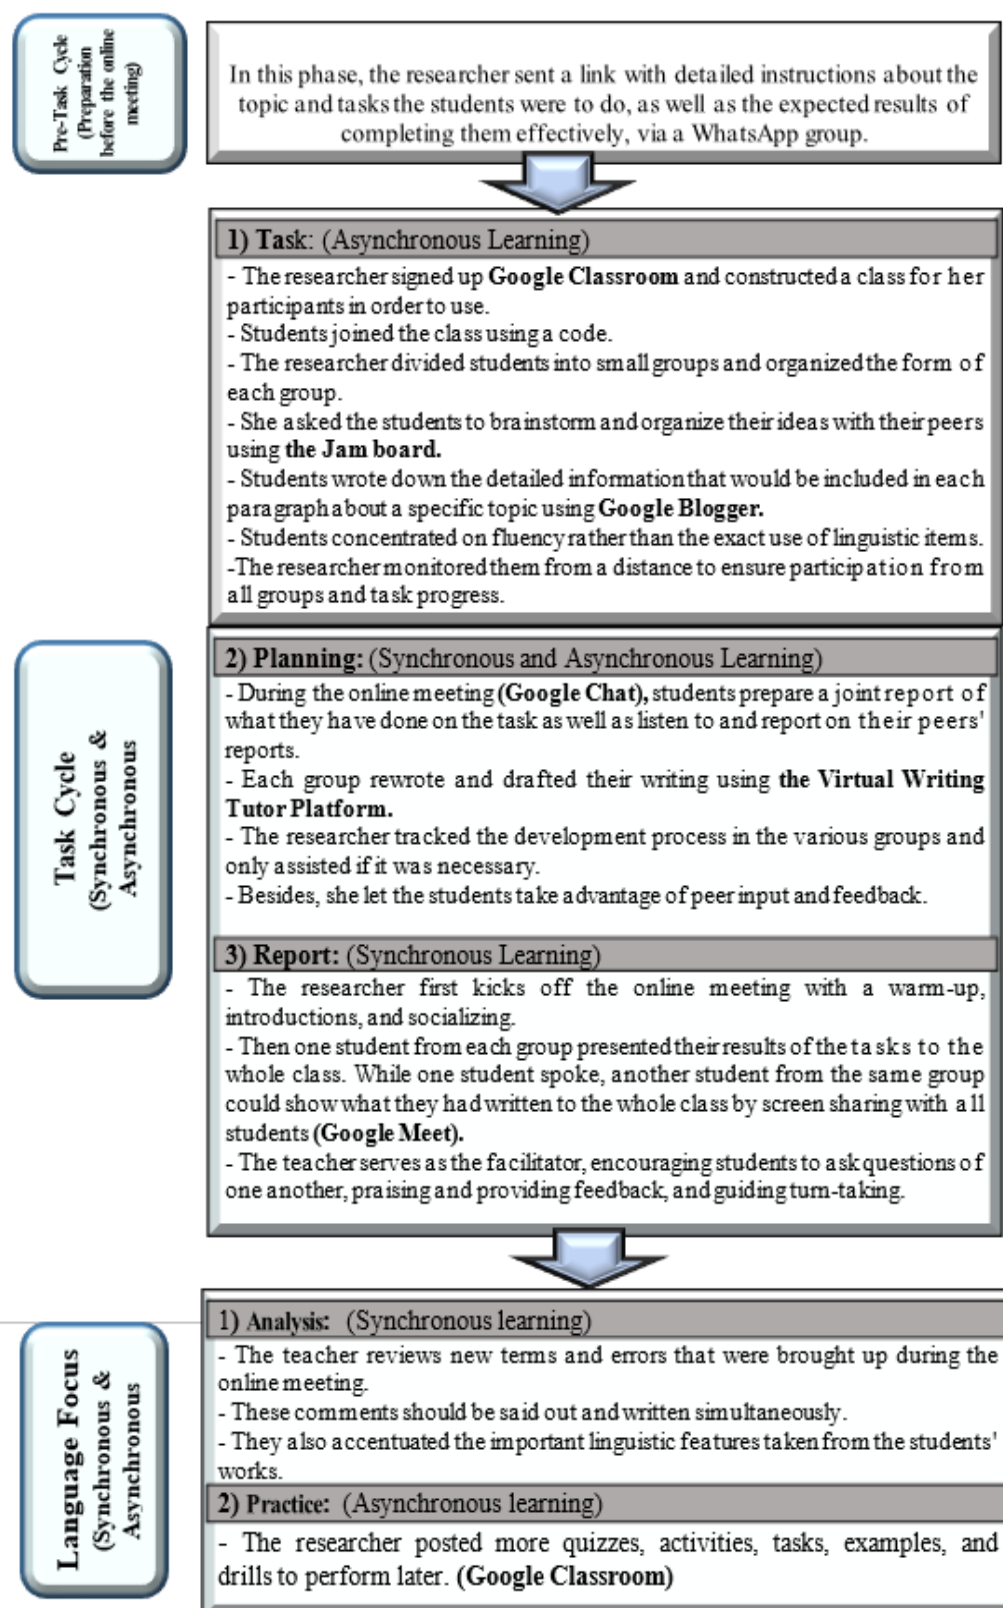 Pre-Task Cycle
(Preparation
before the online
meeting)
In this phase, the researcher sent a link with detailed instructions about the
topic and tasks the students were to do, as well as the expected results of
completing them effectively, via a WhatsApp group.
1) Task: (Asynchronous Learning)
- The researcher signed up Google Classroom and constructed a class for her
participants in order to use.
- Students joined the class using a code.
- The researcher divided students into small groups and organized the form of
each group.
- She asked the students to brainstorm and organize their ideas with their peers
using the Jam board.
- Students wrote down the detailed information that would be included in each
paragraph about a specific topic using Google Blogger.
- Students concentrated on fluency rather than the exact use of linguistic items.
-The researcher monitored them from a distance to ensure participation from
all groups and task progress.
Task Cycle
(Synchronous &
Asynchronous
2) Planning: (Synchronous and Asynchronous Learning)
- During the online meeting (Google Chat), students prepare a joint report of
what they have done on the task as well as listen to and report on their peers'
reports.
- Each group rewrote and drafted their writing using the Virtual Writing
Tutor Platform.
- The researcher tracked the development process in the various groups and
only assisted if it was necessary.
- Besides, she let the students take advantage of peer input and feedback.
3) Report: (Synchronous Learning)
- The researcher first kicks off the online meeting with a warm-up,
introductions, and socializing.
- Then one student from each group presented their results of the tasks to the
whole class. While one student spoke, another student from the same group
could show what they had written to the whole class by screen sharing with all
students (Google Meet).
- The teacher serves as the facilitator, encouraging students to ask questions of
one another, praising and providing feedback, and guiding turn-taking.
Language Focus
(Synchronous &
Asynchronous
1) Analysis: (Synchronous learning)
- The teacher reviews new terms and errors that were brought up during the
online meeting.
- These comments should be said out and written simultaneously.
- They also accentuated the important linguistic features taken from the students'
works.
2) Practice: (Asynchronous learning)
- The researcher posted more quizzes, activities, tasks, examples, and
drills to perform later. (Google Classroom)